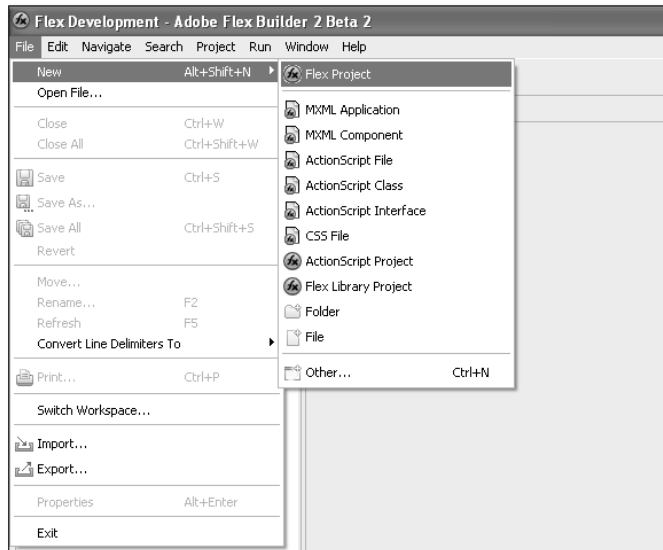 Flex Development - Adobe Flex Builder 2 Beta 2
File Edit Navigate Search Project Run Window Help
New Alt+Shift+N
Open File...
Close Ctrl+W
Close All Ctrl+Shift+W
Save Ctrl+S
Save As...
Save All Ctrl+Shift+S
Revert
Move...
Rename... F2
Refresh F5
Convert Line Delimiters To
Print... Ctrl+P
Switch Workspace...
Import...
Export...
Properties Alt+Enter
Exit
Flex Project
MXML Application
MXML Component
ActionScript File
ActionScript Class
ActionScript Interface
CSS File
ActionScript Project
Flex Library Project
Folder
File
Other... Ctrl+N